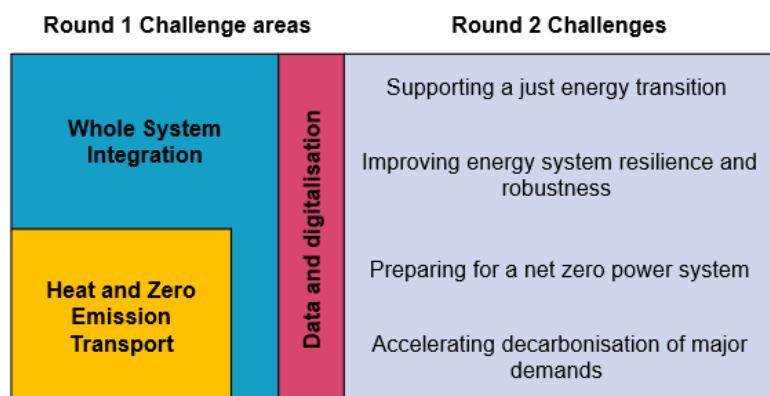 Round 1 Challenge areas
Round 2 Challenges
Whole System
Integration
Heat and Zero
Emission
Transport
Data and digitalisation
Supporting a just energy transition
Improving energy system resilience and
robustness
Preparing for a net zero power system
Accelerating decarbonisation of major
demands